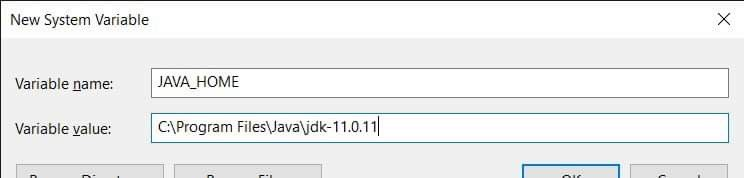 New System Variable
Variable name:
JAVA_HOME
Variable value:
C:\Program Files\Java\jdk-11.0.11